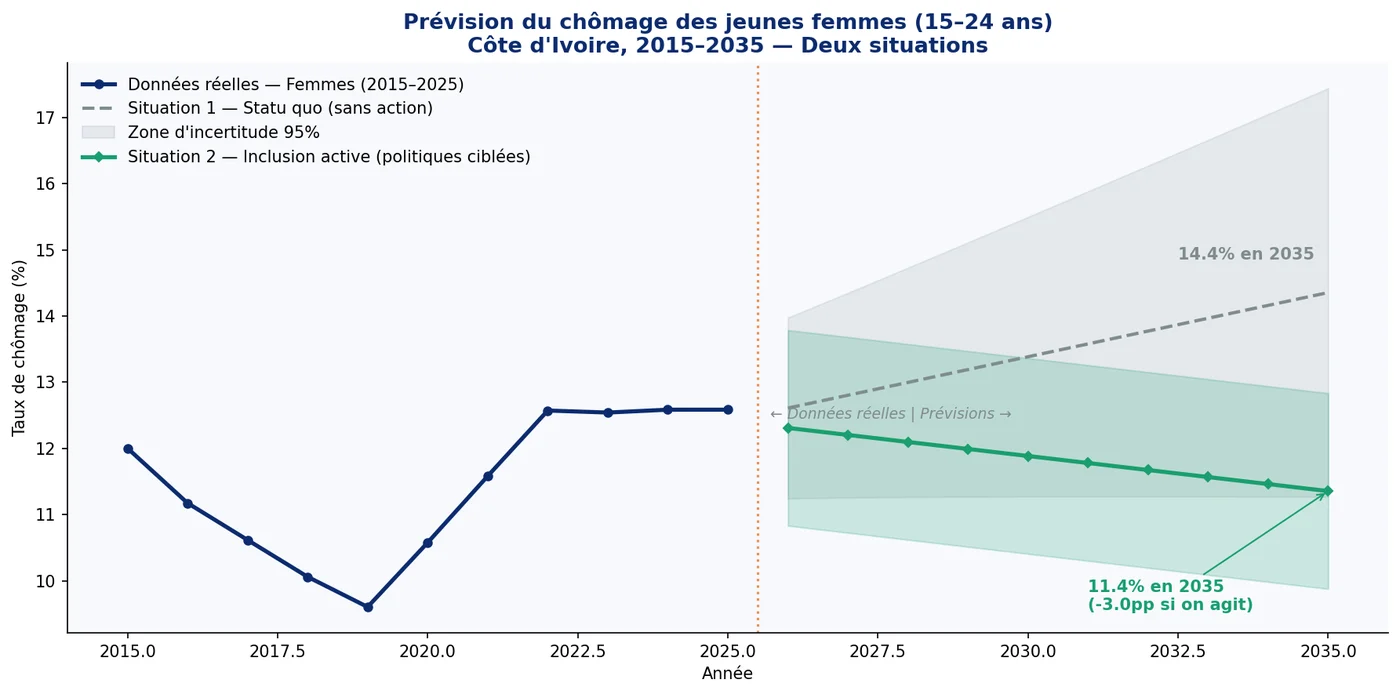 Prévision du chômage des jeunes femmes (15–24 ans)
Côte d'Ivoire, 2015–2035 — Deux situations
Données réelles — Femmes (2015–2025)
Situation 1 — Statu quo (sans action)
Zone d'incertitude 95%
Situation 2 — Inclusion active (politiques ciblées)
Taux de chômage (%)
17
16
15
14
13
12
11
10
14.4% en 2035
← Données réelles | Prévisions →
11.4% en 2035
(-3.0pp si on agit)
2015.0 2017.5 2020.0 2022.5 2025.0 2027.5 2030.0 2032.5 2035.0
Année